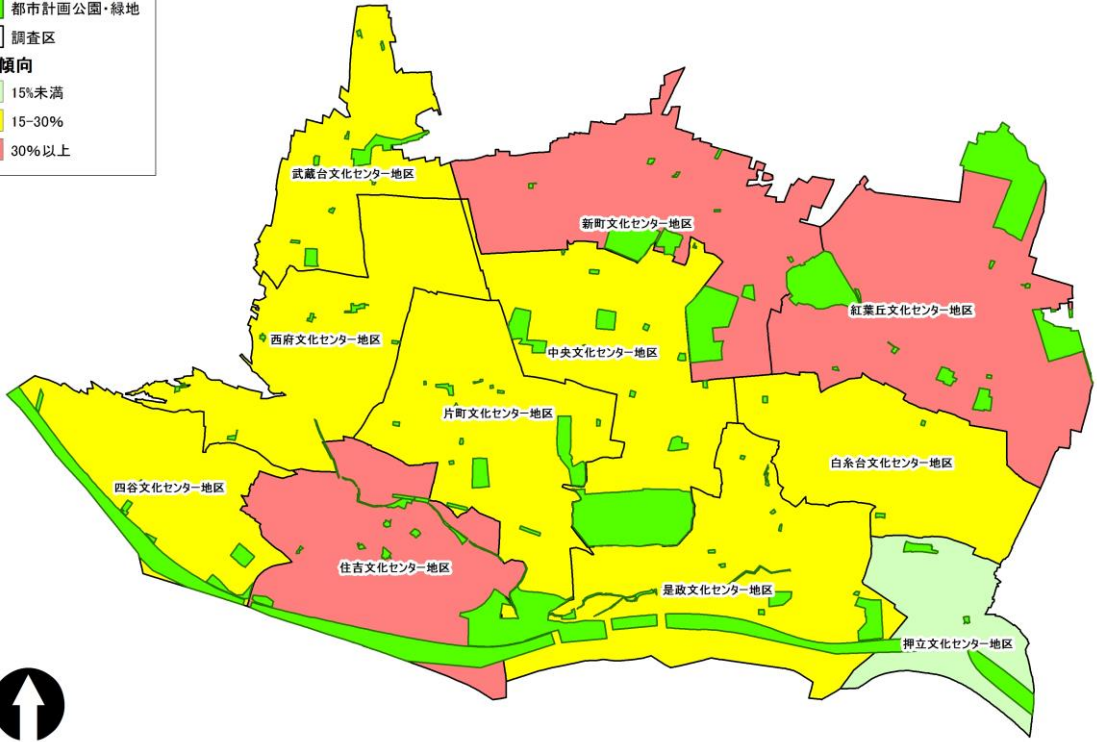 都市計画公園・緑地
調査区
傾向
15%未満
15-30%
30%以上
武蔵台文化センター地区
新町文化センター地区
紅葉丘文化センター地区
西府文化センター地区
中央文化センター地区
片町文化センター地区
白糸台文化センター地区
四谷文化センター地区
住吉文化センター地区
是政文化センター地区
押立文化センター地区